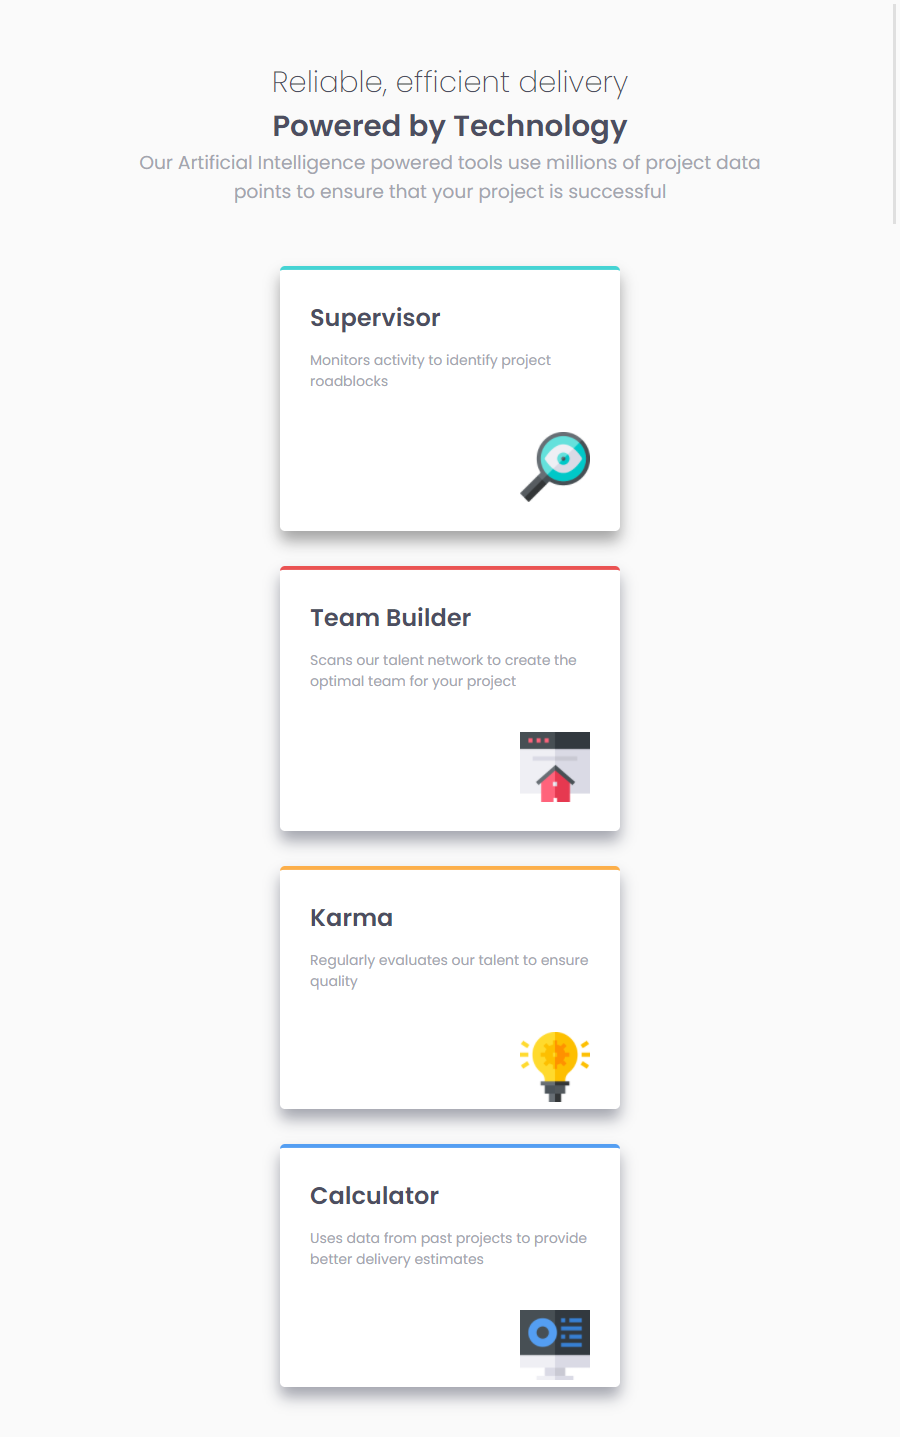 Reliable, efficient delivery
Powered by Technology
Our Artificial Intelligence powered tools use millions of project data
points to ensure that your project is successful
Supervisor
Monitors activity to identify project
roadblocks
Team Builder
Scans our talent network to create the
optimal team for your project
Karma
Regularly evaluates our talent to ensure
quality
Calculator
Uses data from past projects to provide
better delivery estimates